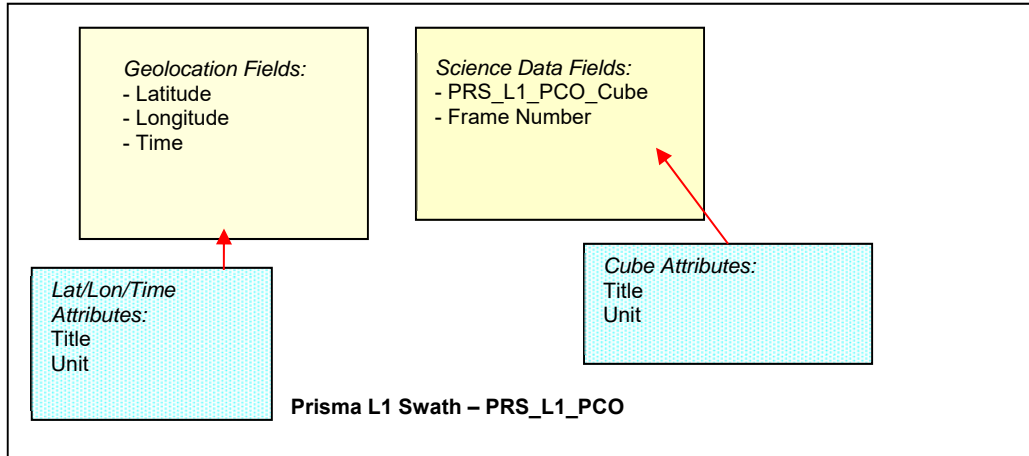 Geolocation Fields:
- Latitude
- Longitude
- Time
Science Data Fields:
- PRS_L1_PCO_Cube
- Frame Number
Lat/Lon/Time
Attributes:
Title
Unit
Cube Attributes:
Title
Unit
Prisma L1 Swath – PRS_L1_PCO